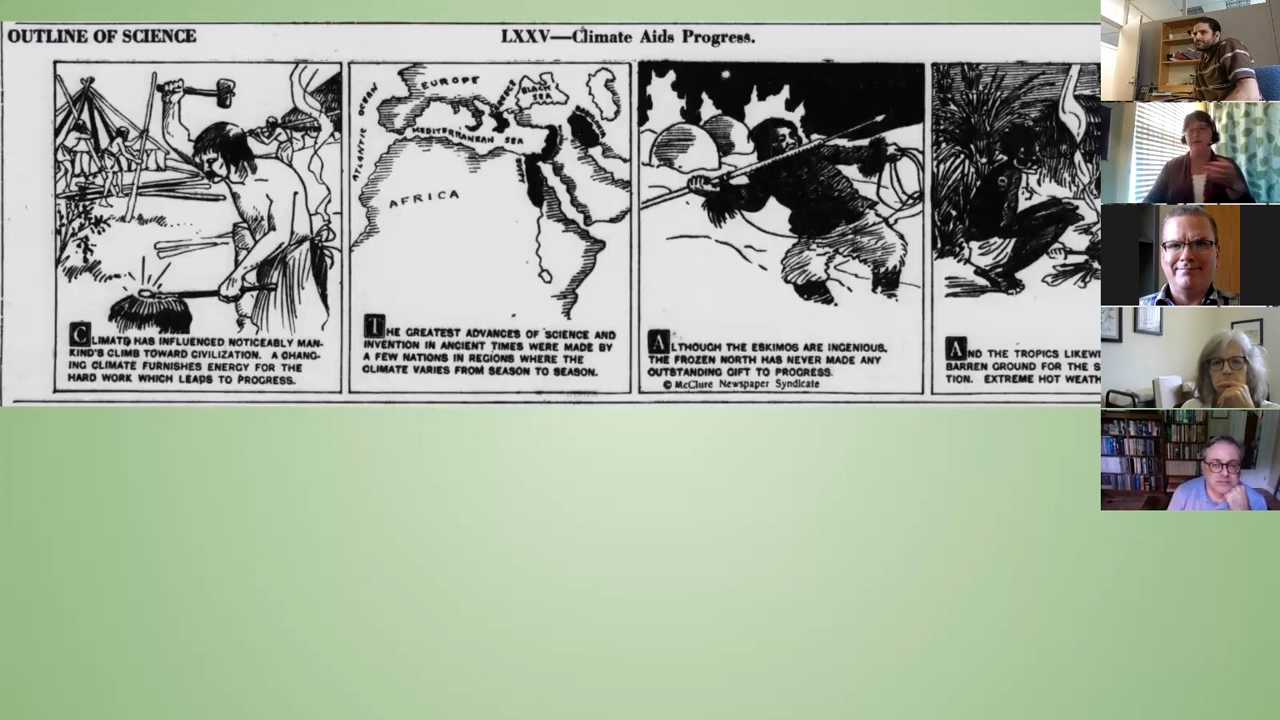 OUTLINE OF SCIENCE
LXXV—Climate Aids Progress.
CLIMATE HAS INFLUENCED NOTICEABLY MAN-
KIND'S CLIMB TOWARD CIVILIZATION. A CHANG-
ING CLIMATE FURNISHES ENERGY FOR THE
HARD WORK WHICH LEADS TO PROGRESS.
ATLANTIC OCEAN
EUROPE
GREECE
BLACK
SEA
MEDITERRANEAN SEA
AFRICA
THE GREATEST ADVANCES OF SCIENCE AND
INVENTION IN ANCIENT TIMES WERE MADE BY
A FEW NATIONS IN REGIONS WHERE THE
CLIMATE VARIES FROM SEASON TO SEASON.
ALTHOUGH THE ESKIMOS ARE INGENIOUS,
THE FROZEN NORTH HAS NEVER MADE ANY
OUTSTANDING GIFT TO PROGRESS.
© McClure Newspaper Syndicate
AND THE TROPICS LIKEWI
BARREN GROUND FOR THE S
TION. EXTREME HOT WEATH